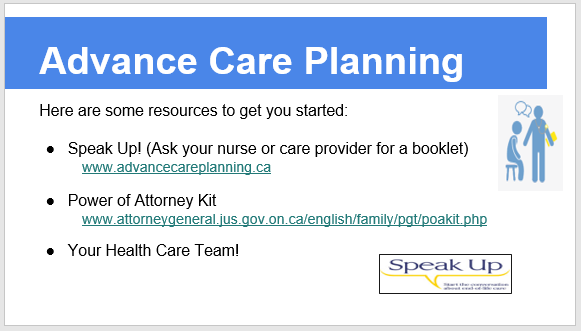 Advance Care Planning
Here are some resources to get you started:
● Speak Up! (Ask your nurse or care provider for a booklet)
www.advancecareplanning.ca
● Power of Attorney Kit
www.attorneygeneral.jus.gov.on.ca/english/family/pgt/poakit.php
● Your Health Care Team!
Speak Up
Start the conversation
about end-of-life care